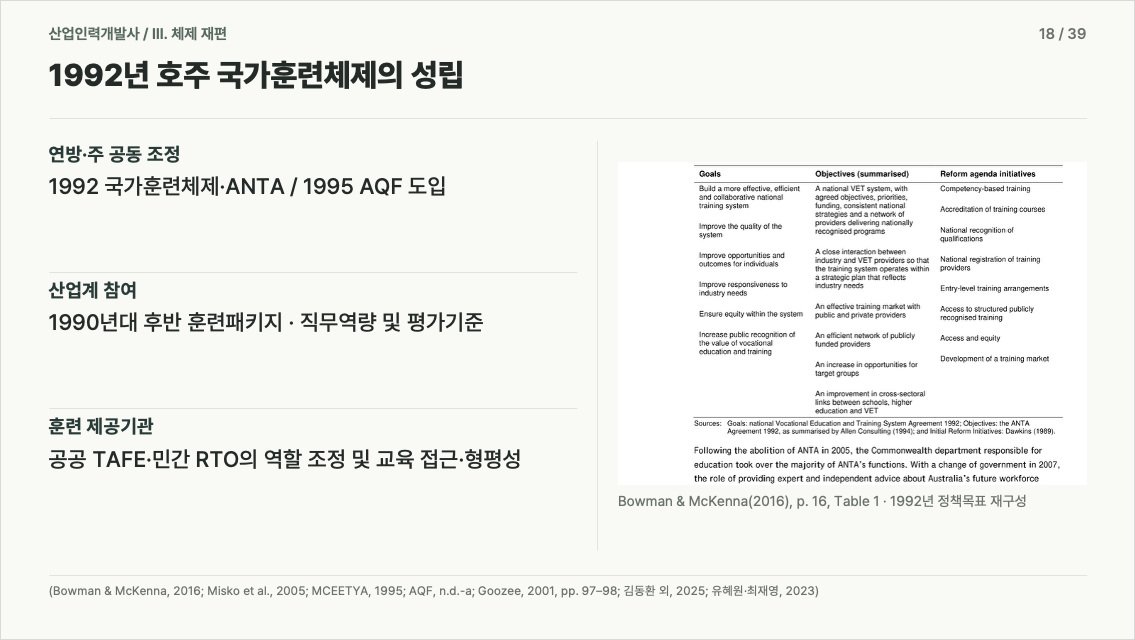 산업인력개발사 / III. 체제 재편
18 / 39
1992년 호주 국가훈련체제의 성립
연방·주 공동 조정
1992 국가훈련체제·ANTA / 1995 AQF 도입
산업계 참여
1990년대 후반 훈련패키지 · 직무역량 및 평가기준
훈련 제공기관
공공 TAFE·민간 RTO의 역할 조정 및 교육 접근·형평성
Goals
Build a more effective, efficient
and collaborative national
training system
Improve the quality of the
system
Improve opportunities and
outcomes for individuals
Improve responsiveness to
industry needs
Ensure equity within the system
Increase public recognition of
the value of vocational
education and training
Objectives (summarised)
A national VET system, with
agreed objectives, priorities,
funding, consistent national
strategies and a network of
providers delivering nationally
recognised programs
A close interaction between
industry and VET providers so that
the training system operates within
a strategic plan that reflects
industry needs
An effective training market with
public and private providers
An efficient network of publicly
funded providers
An increase in opportunities for
target groups
An improvement in cross-sectoral
links between schools, higher
education and VET
Reform agenda initiatives
Competency-based training
Accreditation of training courses
National recognition of
qualifications
National registration of training
providers
Entry-level training arrangements
Access to structured publicly
recognised training
Access and equity
Development of a training market
Sources: Goals: national Vocational Education and Training System Agreement 1992; Objectives: the ANTA
Agreement 1992, as summarised by Allen Consulting (1994); and Initial Reform Initiatives: Dawkins (1989).
Following the abolition of ANTA in 2005, the Commonwealth department responsible for
education took over the majority of ANTA's functions. With a change of government in 2007,
the role of providing expert and independent advice about Australia's future workforce
Bowman & McKenna(2016), p. 16, Table 1 · 1992년 정책목표 재구성
(Bowman & McKenna, 2016; Misko et al., 2005; MCEETYA, 1995; AQF, n.d.-a; Goozee, 2001, pp. 97–98; 김동환 외, 2025; 유혜원·최재영, 2023)